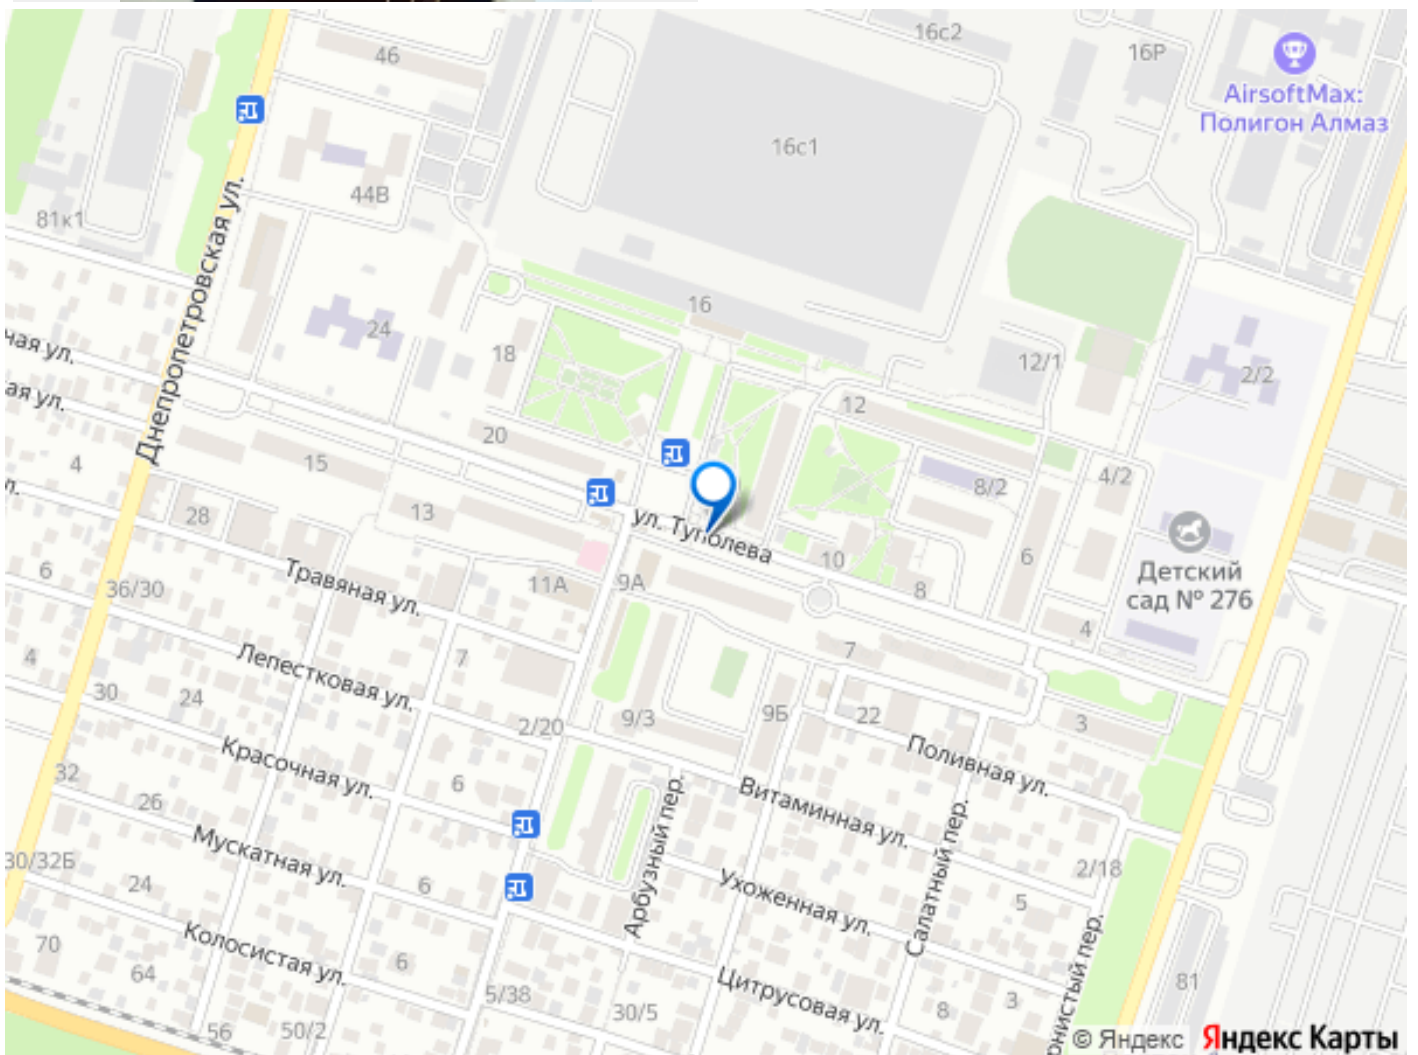 16с2
46
16Р
AirsoftMax:
Полигон Алмаз
16с1
44В
81к1
Днепропетровская ул.
16
24
18
12/1
2/2
ная ул.
ая ул.
л.
12
20
15
4
4/2
8/2
28
13
ул. Туполева
10
6
Детский
сад № 276
6
36/30
Травяная ул.
11А
9А
8
4
7
4
Лепестковая ул.
7
30
24
2/20
9/3
9Б
22
3
Поливная ул.
Красочная ул.
32
26
6
Витаминная ул.
Арбузный пер.
Салатный пер.
Мускатная ул.
30/32Б
24
6
Ухоженная ул.
2/18
5
70
Колосистая ул.
64
6
Цитрусовая ул.
81
5/38
30/5
8
3
рнистый пер.
56
50/2
© Яндекс Яндекс Карты